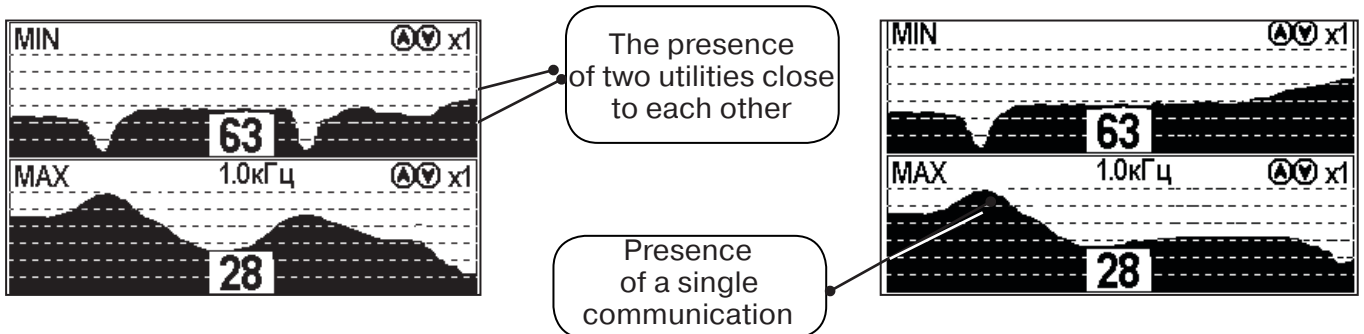 MIN x1
63
MAX 1.0кГц x1
28
The presence
of two utilities close
to each other
Presence
of a single
communication
MIN x1
63
MAX 1.0кГц x1
28